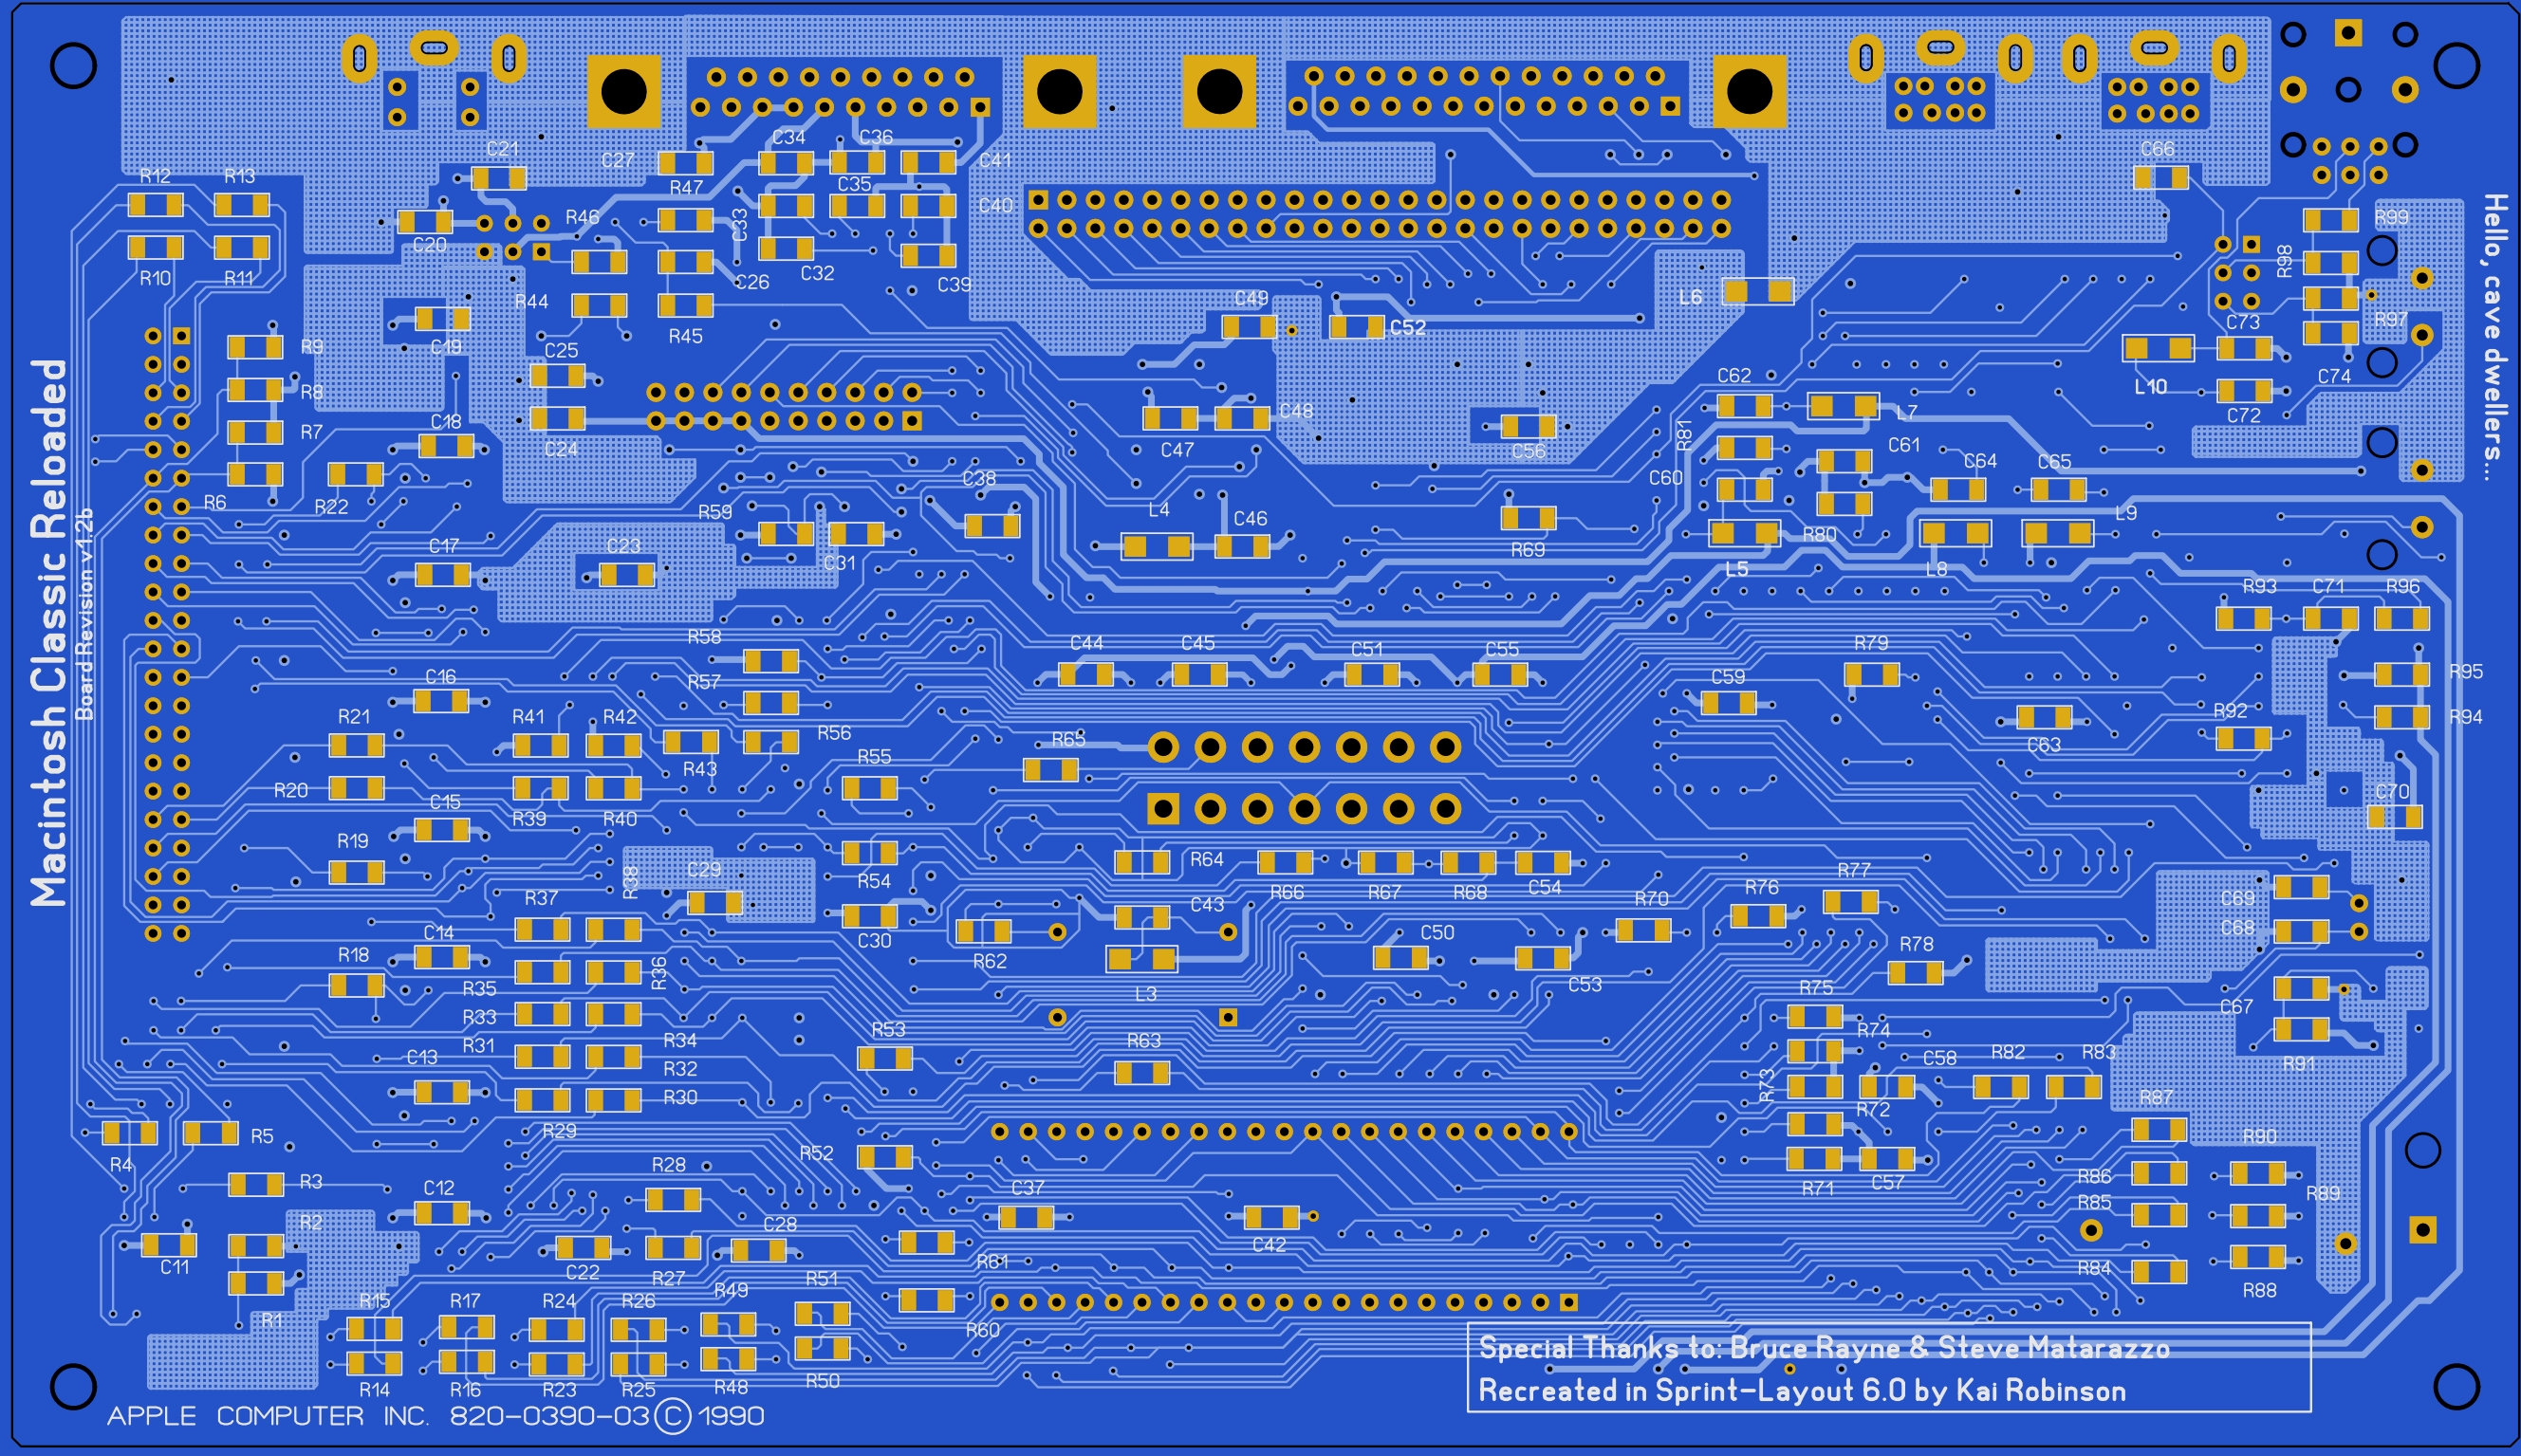 Macintosh Classic Reloaded
Board Revision v1.2b
Hello, cave dwellers...
C21
C27
C34
C36
C41
C66
R12
R13
R47
C35
R46
C33
C40
R99
C20
R10
R11
C32
C26
C39
R98
R44
R45
C49
C52
L6
C73
R97
C19
R9
C25
L10
C74
R8
C62
L7
C72
C18
R7
C24
C48
C47
C56
R81
C61
R6
R22
C38
C60
C64
C65
R59
L4
C46
R69
R80
L9
C17
C23
C31
L5
L8
R93
C71
R96
R58
C44
C45
C51
C55
R79
C16
R57
C59
R95
R21
R41
R42
R56
R92
R94
R43
R65
C63
R20
C15
R55
C70
R39
R40
R19
R64
R38
C29
R54
R66
R67
R68
C54
R77
R37
C43
R70
R76
C69
C14
C30
C50
C68
R18
R36
R62
R78
R35
L3
C53
R75
C67
R33
R53
R74
R31
R34
R63
C13
R32
C58
R82
R83
R91
R30
R73
R72
R87
R4
R5
R29
R52
R90
R3
R28
C12
C37
R71
C57
R86
R89
R2
C28
R85
C11
C22
R27
R61
C42
R84
R1
R15
R17
R24
R26
R49
R51
R60
R88
R14
R16
R23
R25
R48
R50
Special Thanks to: Bruce Rayne & Steve Matarazzo
Recreated in Sprint-Layout 6.0 by Kai Robinson
APPLE COMPUTER INC. 820-0390-03 © 1990